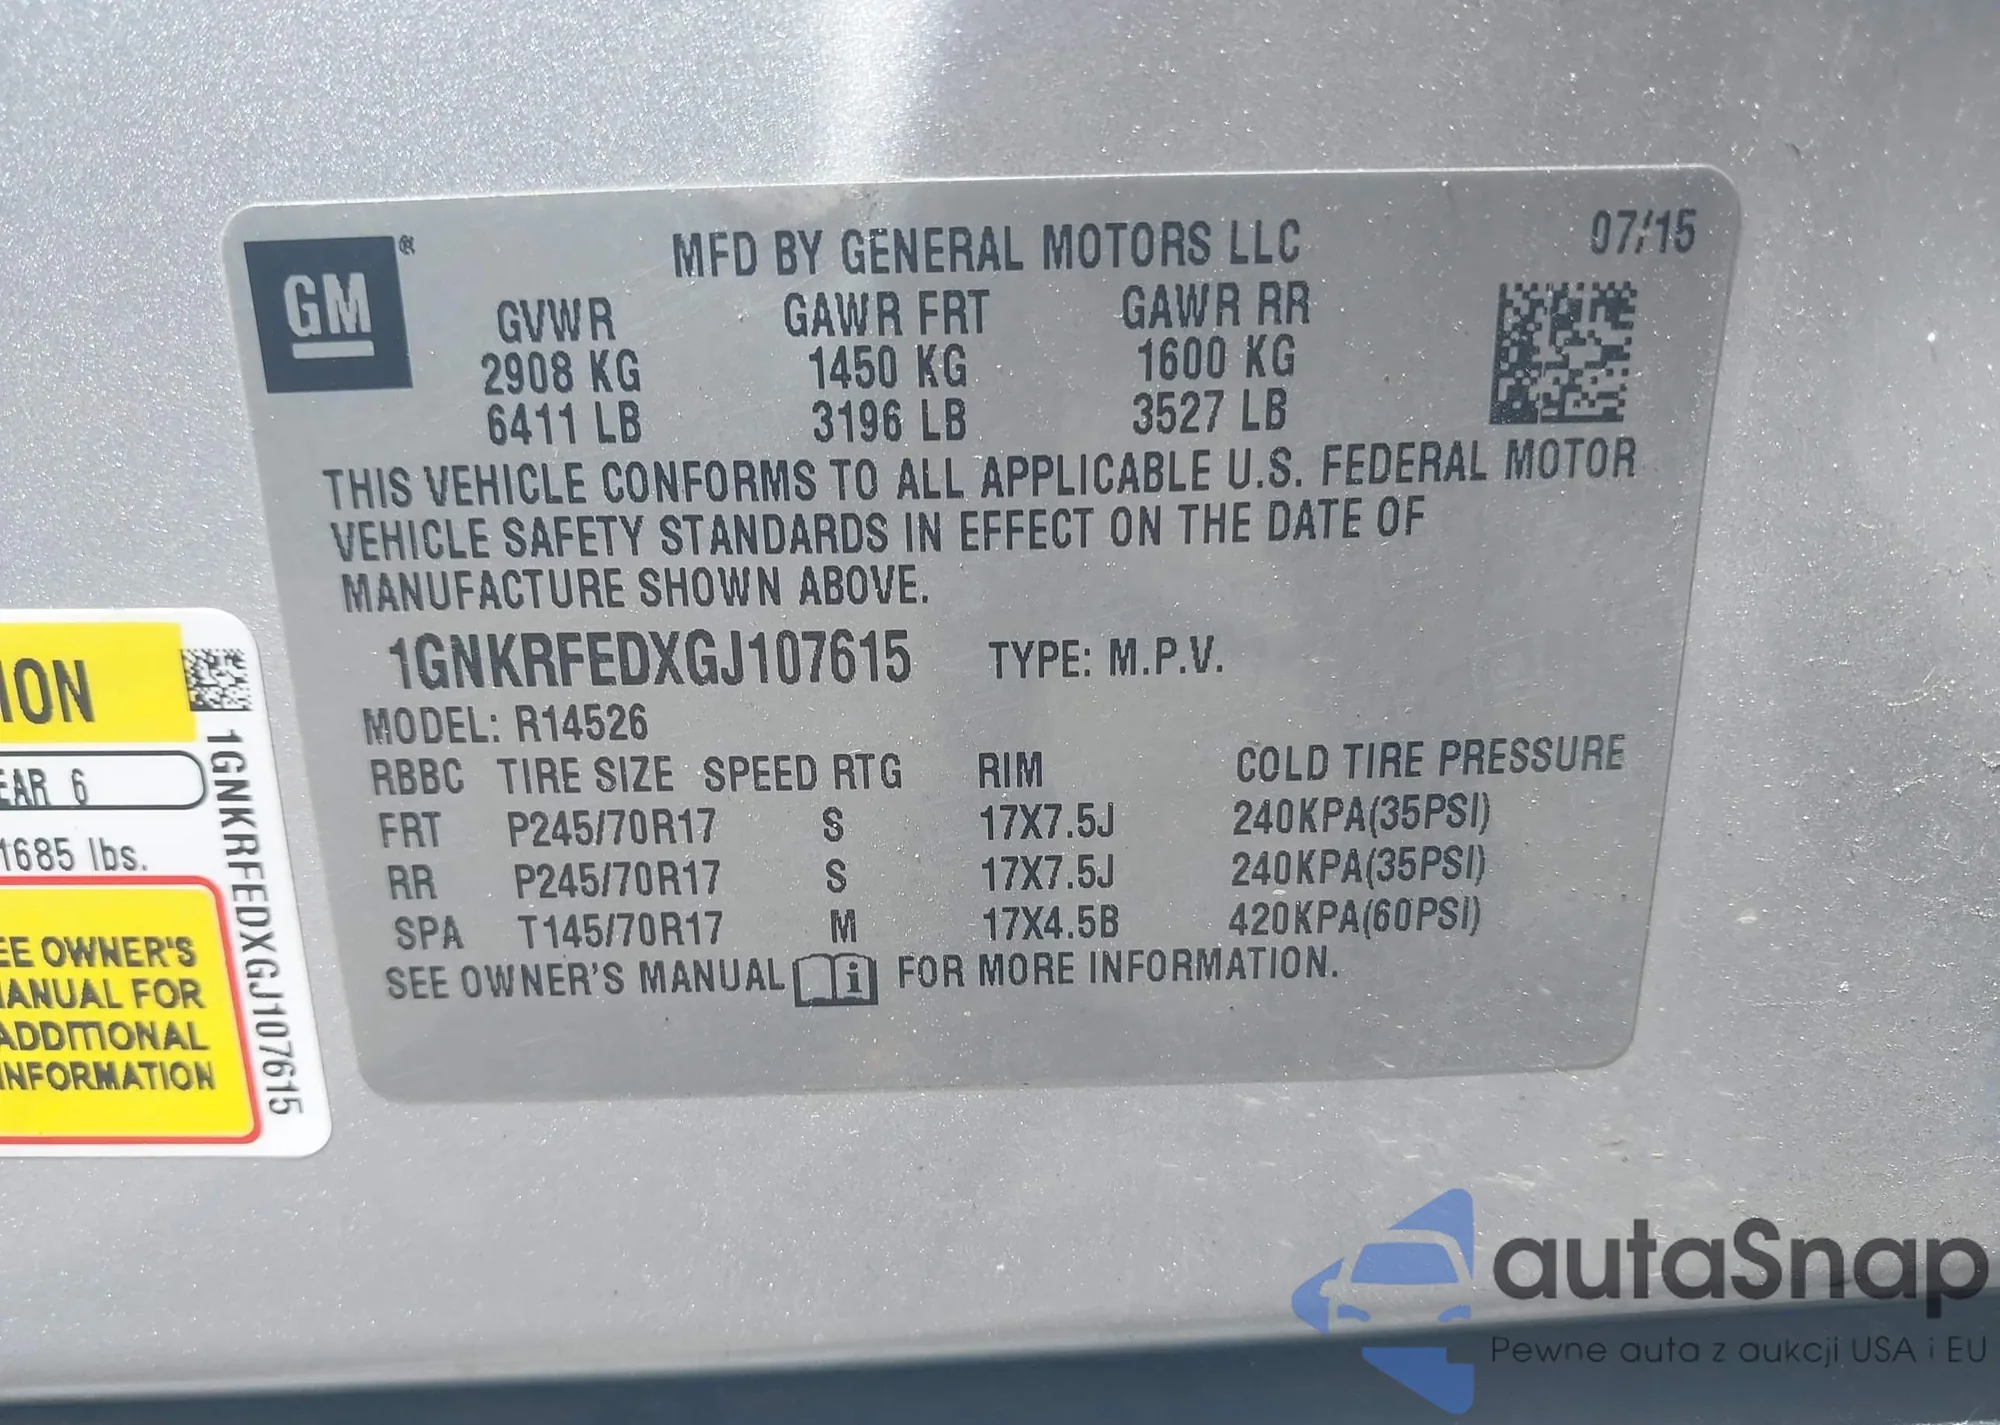 GM®
MFD BY GENERAL MOTORS LLC 07/15
GVWR GAWR FRT GAWR RR
2908 KG 1450 KG 1600 KG
6411 LB 3196 LB 3527 LB
THIS VEHICLE CONFORMS TO ALL APPLICABLE U.S. FEDERAL MOTOR
VEHICLE SAFETY STANDARDS IN EFFECT ON THE DATE OF
MANUFACTURE SHOWN ABOVE.
1GNKRFEDXGJ107615 TYPE: M.P.V.
MODEL: R14526
RBBC TIRE SIZE SPEED RTG RIM COLD TIRE PRESSURE
FRT P245/70R17 S 17X7.5J 240KPA(35PSI)
RR P245/70R17 S 17X7.5J 240KPA(35PSI)
SPA T145/70R17 M 17X4.5B 420KPA(60PSI)
SEE OWNER'S MANUAL i FOR MORE INFORMATION.
ION
EAR 6
1685 lbs.
EE OWNER'S
ANUAL FOR
ADDITIONAL
INFORMATION
1GNKRFEDXGJ107615
autaSnap
Pewne auta z aukcji USA i EU